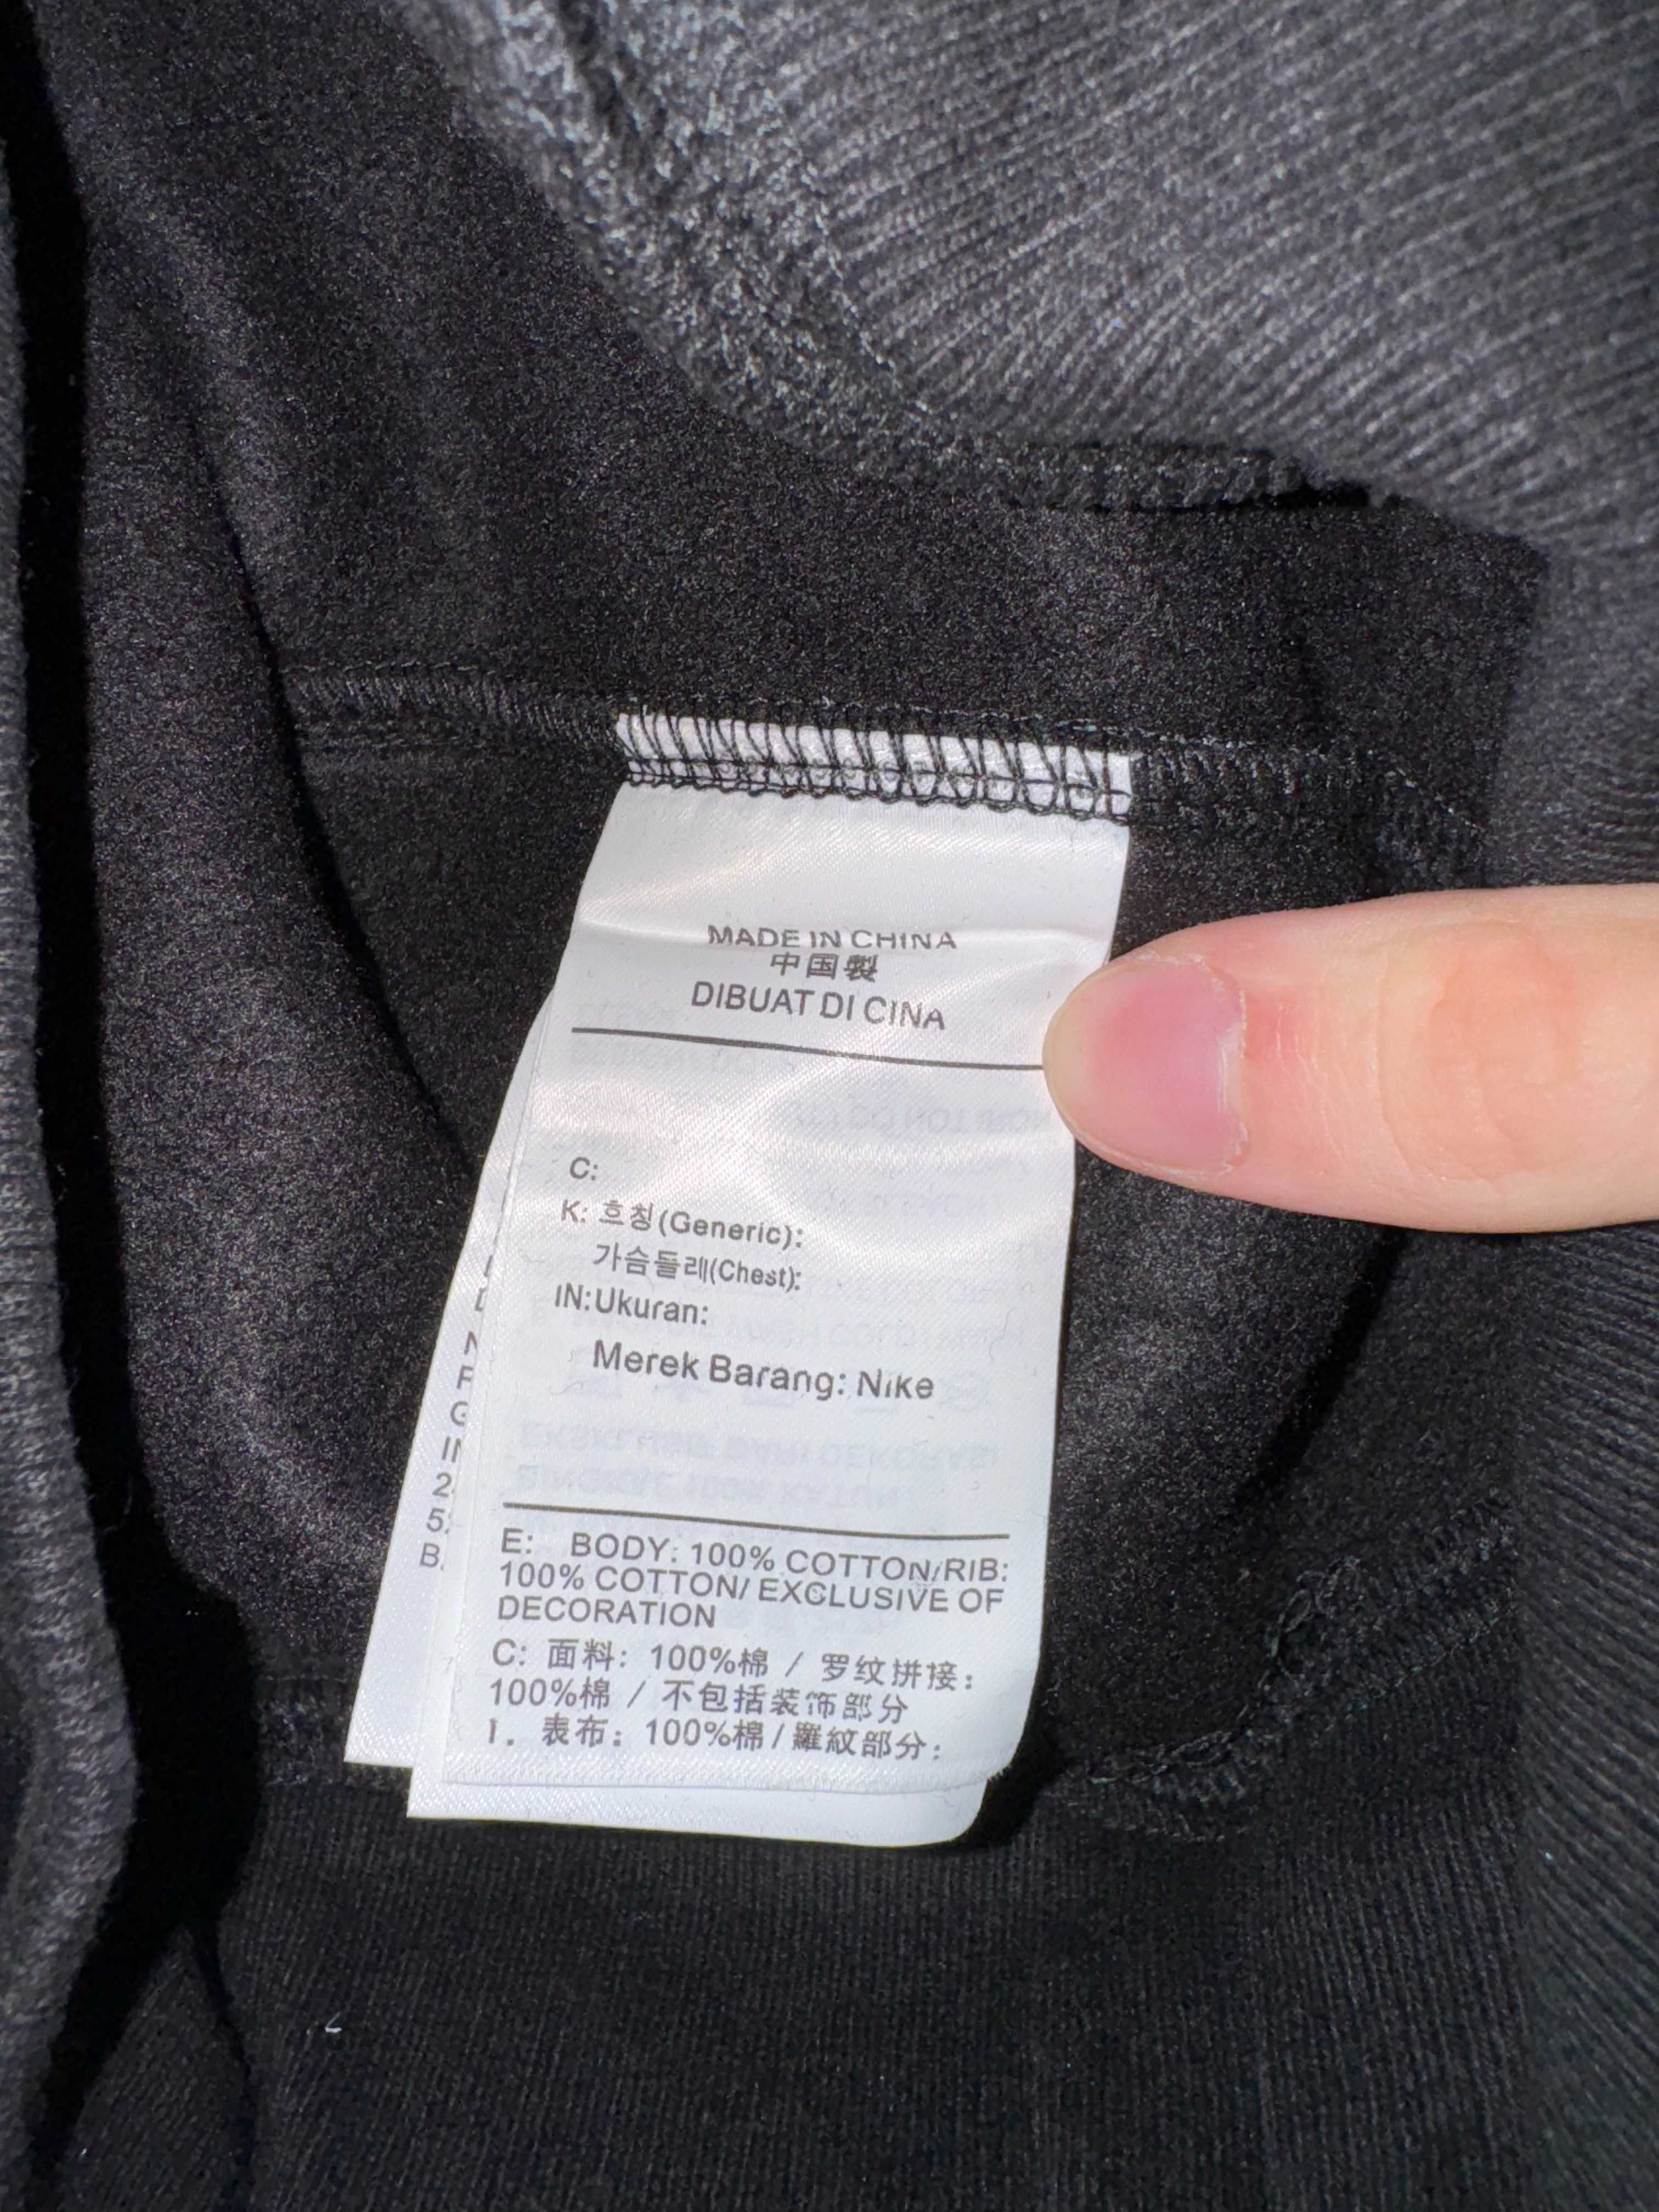 MADE IN CHINA
中国製
DIBUAT DI CINA
C:
K: 호칭(Generic):
가슴둘레(Chest):
IN:Ukuran:
Merek Barang: Nike
E: BODY: 100% COTTON/RIB:
100% COTTON/ EXCLUSIVE OF
DECORATION
C: 面料: 100%棉 / 罗纹拼接:
100%棉 / 不包括装饰部分
T. 表布: 100%棉/羅紋部分: